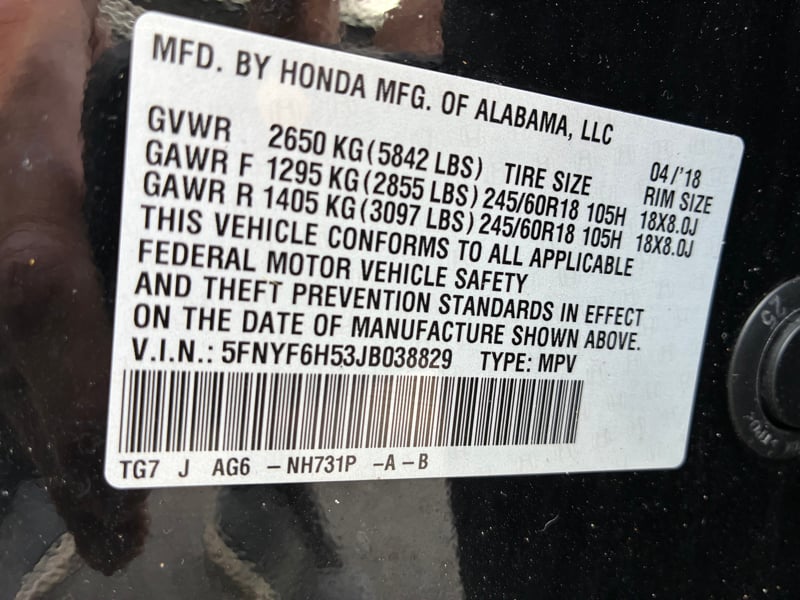 MFD. BY HONDA MFG. OF ALABAMA, LLC
GVWR 2650 KG (5842 LBS) TIRE SIZE 04/'18 RIM SIZE
GAWR F 1295 KG (2855 LBS) 245/60R18 105H 18X8.0J
GAWR R 1405 KG (3097 LBS) 245/60R18 105H 18X8.0J
THIS VEHICLE CONFORMS TO ALL APPLICABLE
FEDERAL MOTOR VEHICLE SAFETY
AND THEFT PREVENTION STANDARDS IN EFFECT
ON THE DATE OF MANUFACTURE SHOWN ABOVE.
V.I.N.: 5FNYF6H53JB038829 TYPE: MPV
TG7 J AG6 – NH731P – A – B